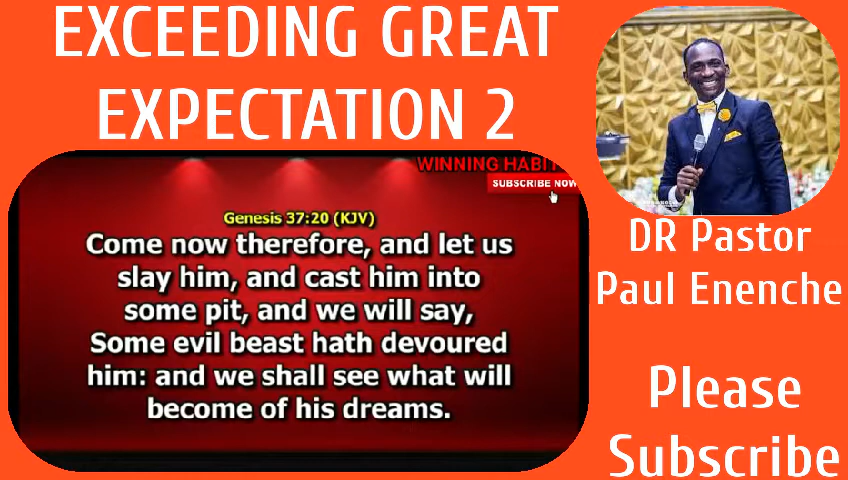 EXCEEDING GREAT
EXPECTATION 2
WINNING HABIT
SUBSCRIBE NOW
Genesis 37:20 (KJV)
Come now therefore, and let us
slay him, and cast him into
some pit, and we will say,
Some evil beast hath devoured
him: and we shall see what will
become of his dreams.
DR Pastor
Paul Enenche
Please
Subscribe